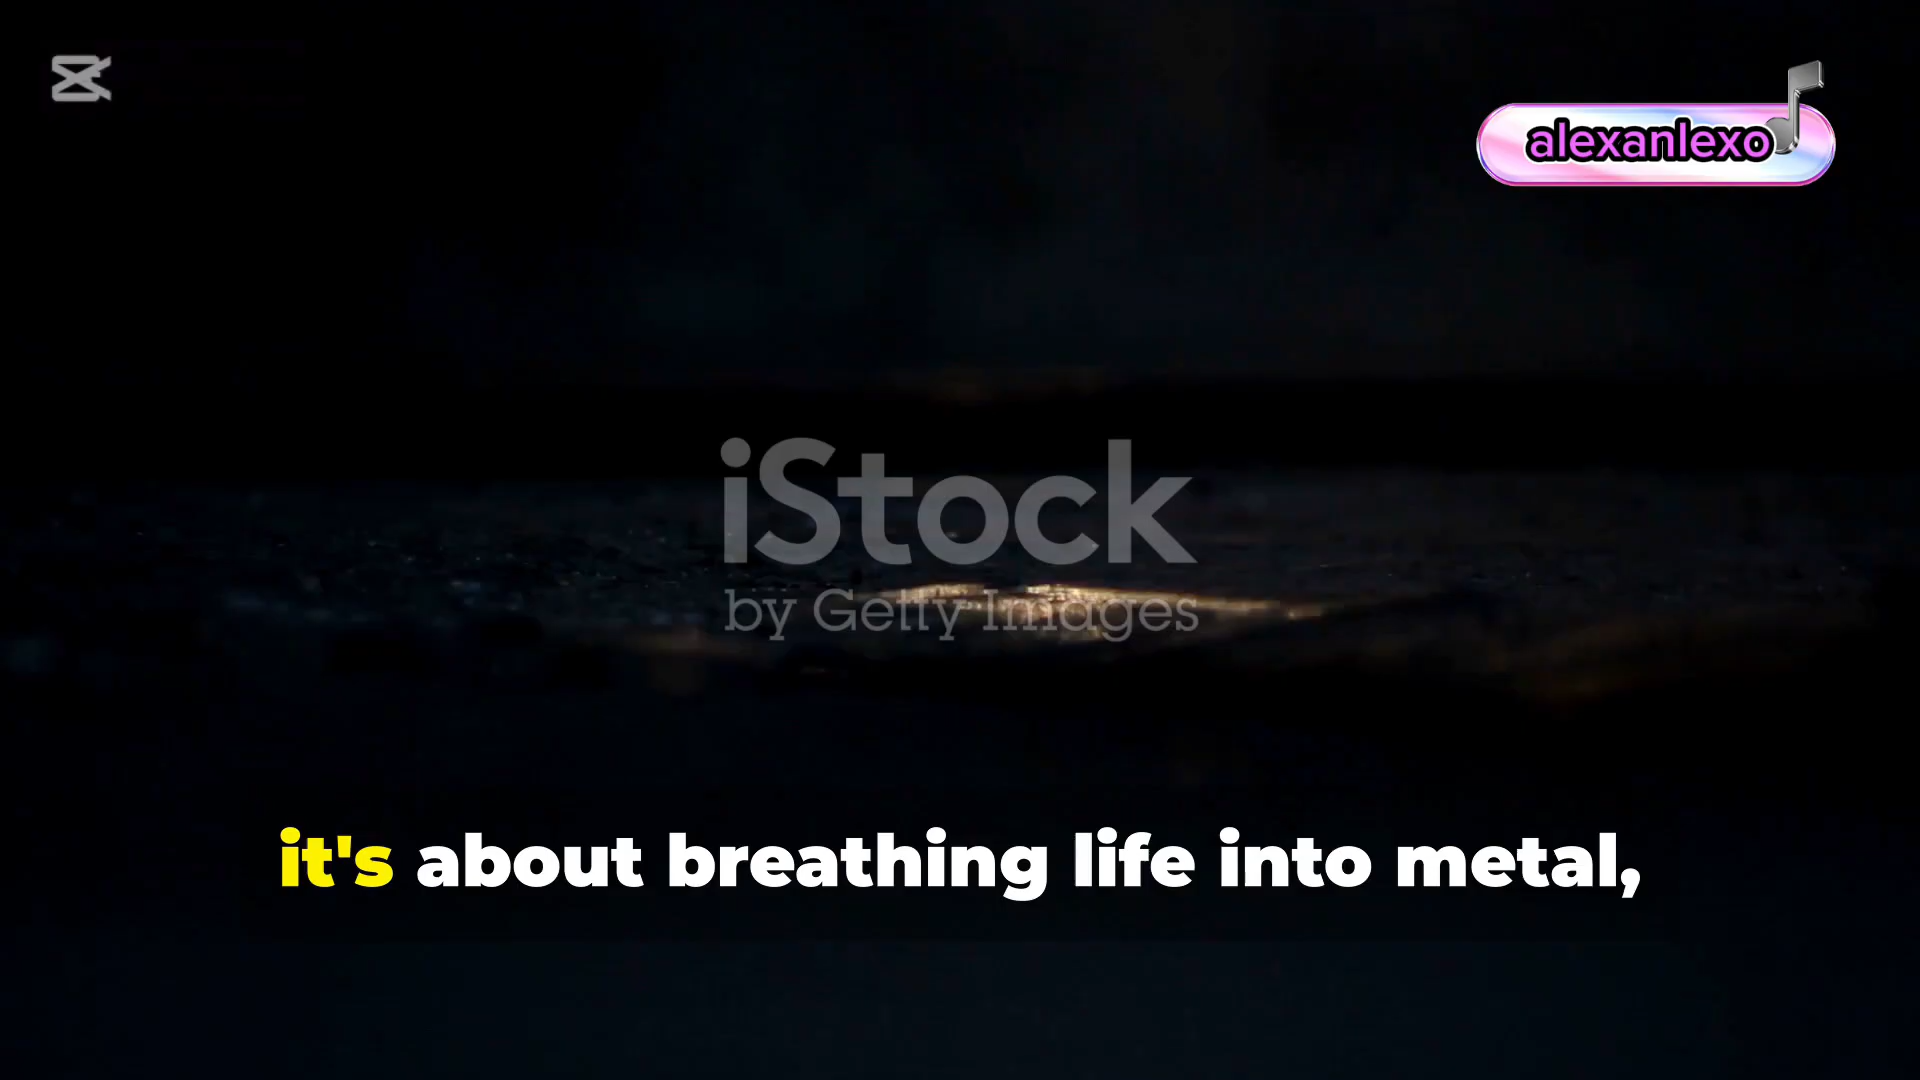 alexanlexo
iStock
by Getty Images
it's about breathing life into metal,